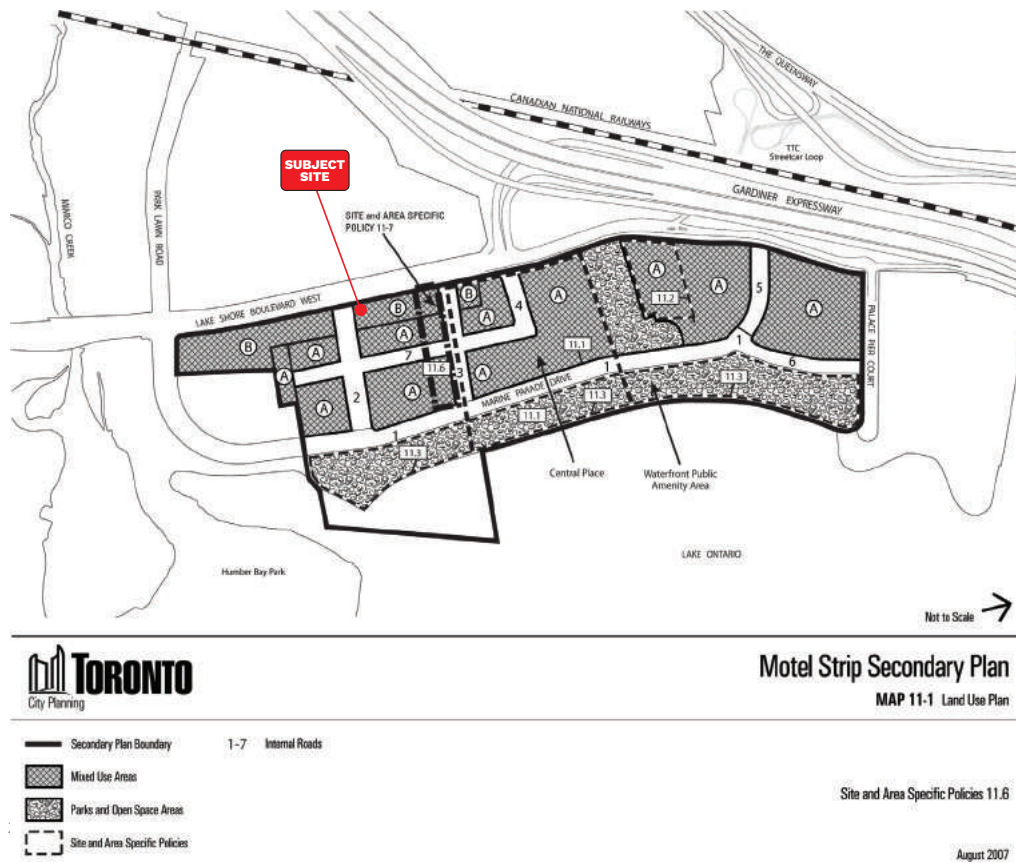 THE QUEENSWAY
CANADIAN NATIONAL RAILWAYS
TTC
Streetcar Loop
GARDINER EXPRESSWAY
SUBJECT
SITE
MIMICO CREEK
PARK LAWN ROAD
SITE and AREA SPECIFIC
POLICY 11-7
LAKE SHORE BOULEVARD WEST
B
A
A
B
A
11.6
7
2
A
A
B
A
3
A
4
A
11.1
A
11.2
A
5
A
PALACE PIER COURT
1
6
1
MARINE PARADE DRIVE
11.3
11.3
11.1
1
11.3
Central Place
Waterfront Public
Amenity Area
LAKE ONTARIO
Humber Bay Park
Not to Scale
TORONTO
City Planning
Motel Strip Secondary Plan
MAP 11-1 Land Use Plan
Secondary Plan Boundary
1-7 Internal Roads
Mixed Use Areas
Parks and Open Space Areas
Site and Area Specific Policies
Site and Area Specific Policies 11.6
August 2007